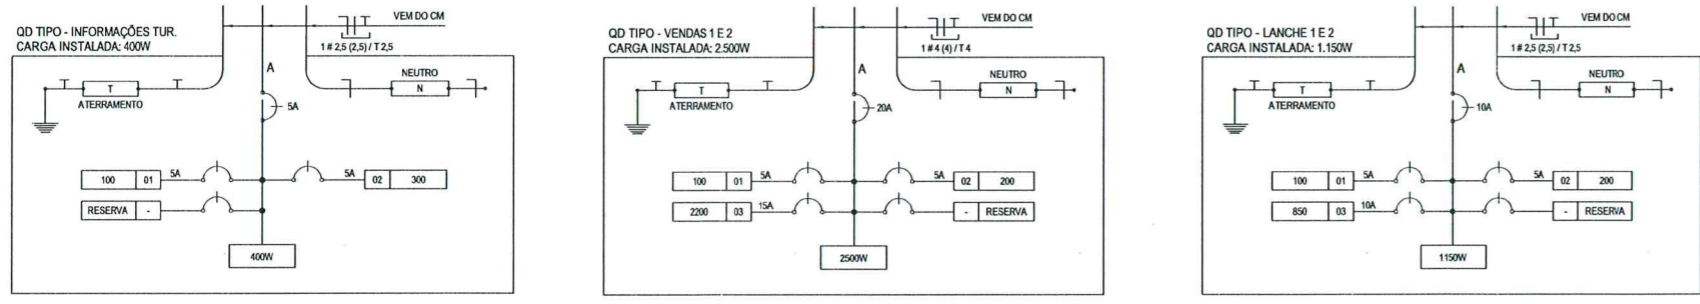 QD TIPO - INFORMAÇÕES TUR.
CARGA INSTALADA: 400W
VEM DO CM
1 # 2,5 (2,5) / T 2,5
T
T
T
ATERRAMENTO
A
5A
NEUTRO
N
100 01 5A
5A 02 300
RESERVA -
400W
QD TIPO - VENDAS 1 E 2
CARGA INSTALADA: 2.500W
VEM DO CM
1 # 4 (4) / T 4
T
T
T
ATERRAMENTO
A
20A
NEUTRO
N
100 01 5A
5A 02 200
2200 03 15A
- RESERVA
2500W
QD TIPO - LANCHE 1 E 2
CARGA INSTALADA: 1.150W
VEM DO CM
1 # 2,5 (2,5) / T 2,5
T
T
T
ATERRAMENTO
A
10A
NEUTRO
N
100 01 5A
5A 02 200
850 03 10A
- RESERVA
1150W